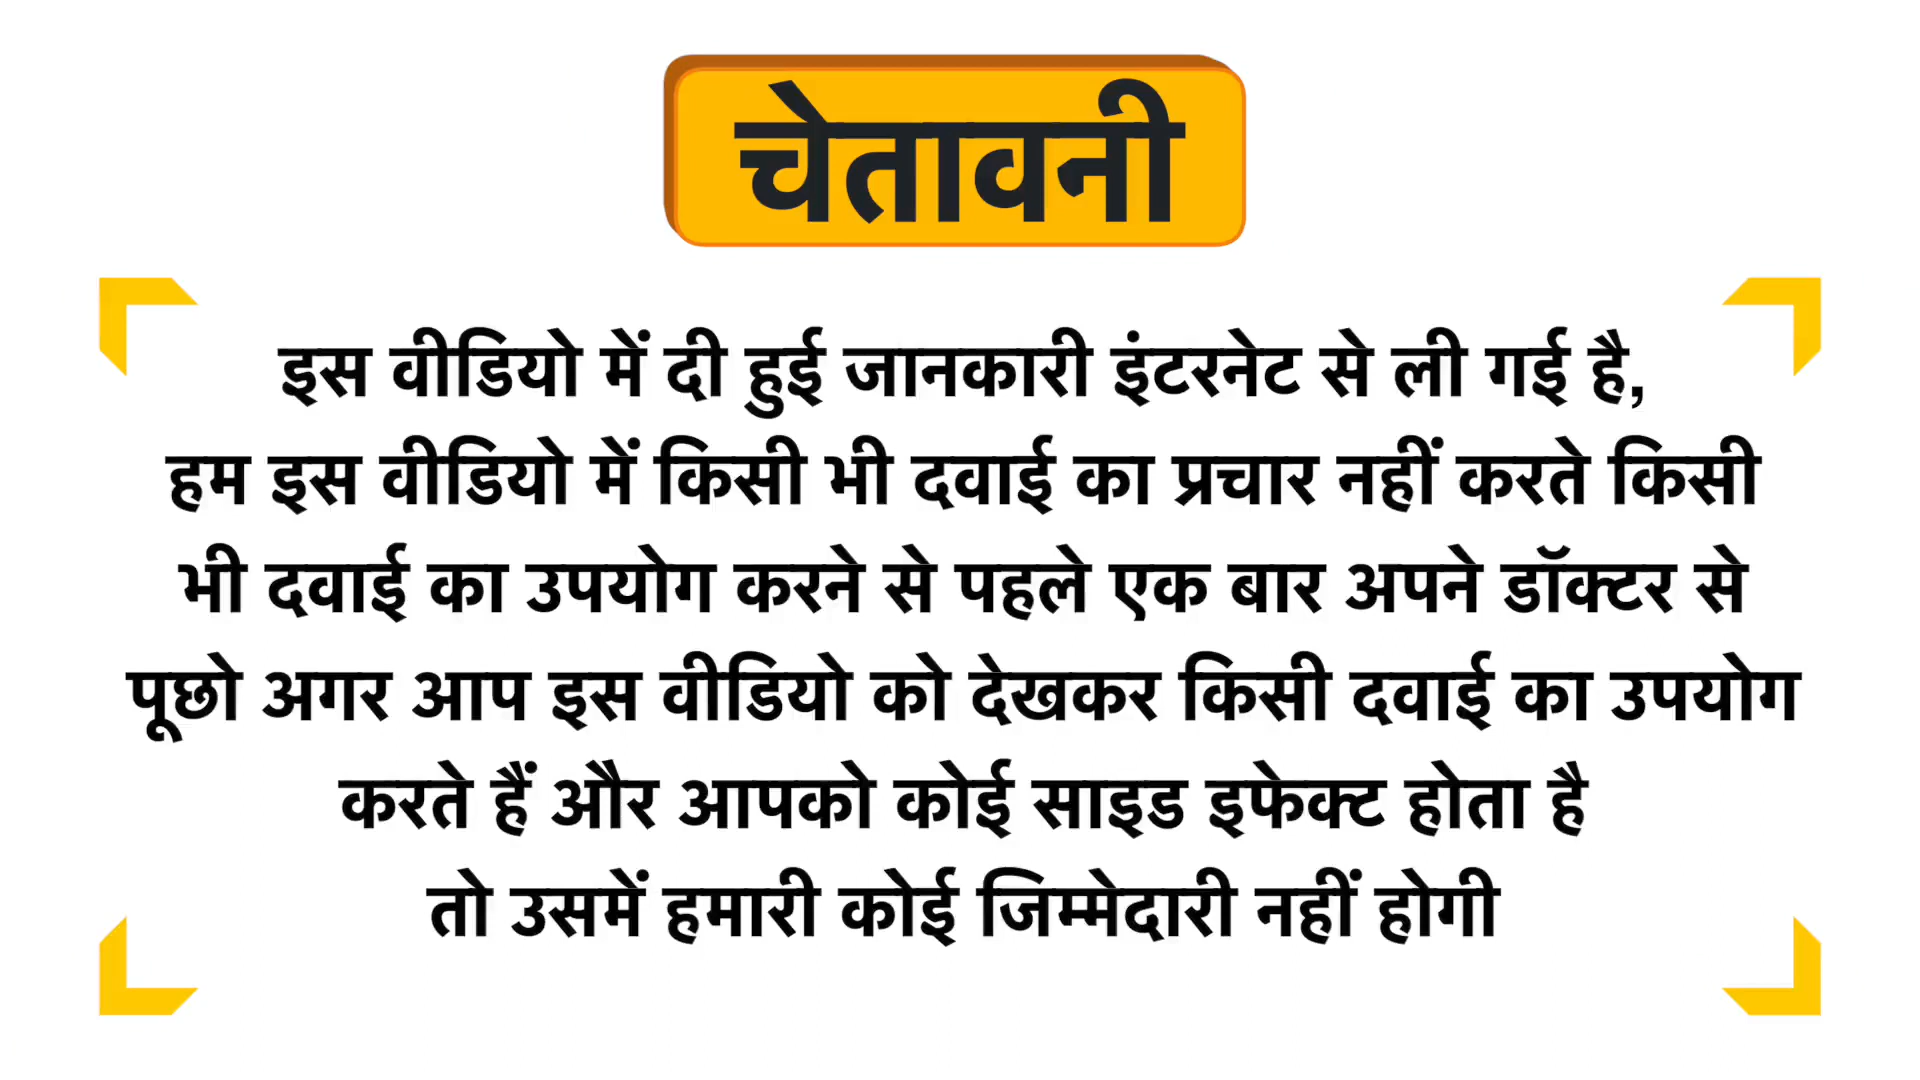 चेतावनी
इस वीडियो में दी हुई जानकारी इंटरनेट से ली गई है,
हम इस वीडियो में किसी भी दवाई का प्रचार नहीं करते किसी
भी दवाई का उपयोग करने से पहले एक बार अपने डॉक्टर से
पूछो अगर आप इस वीडियो को देखकर किसी दवाई का उपयोग
करते हैं और आपको कोई साइड इफेक्ट होता है
तो उसमें हमारी कोई जिम्मेदारी नहीं होगी